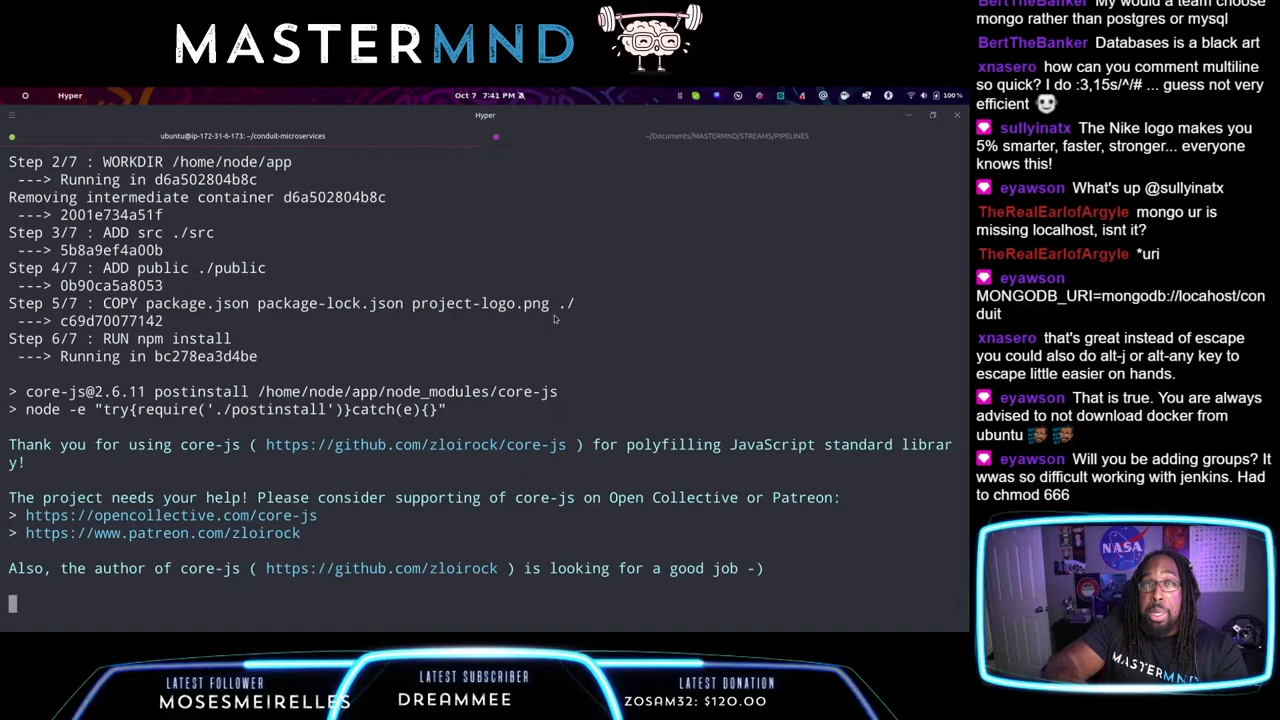 MASTERMND
Hyper
Oct 7 7:41 PM
100%
Hyper
ubuntu@ip-172-31-6-173: ~/conduit-microservices
~/Documents/MASTERMND/STREAMS/PIPELINES
Step 2/7 : WORKDIR /home/node/app
---> Running in d6a502804b8c
Removing intermediate container d6a502804b8c
---> 2001e734a51f
Step 3/7 : ADD src ./src
---> 5b8a9ef4a00b
Step 4/7 : ADD public ./public
---> 0b90ca5a8053
Step 5/7 : COPY package.json package-lock.json project-logo.png ./
---> c69d70077142
Step 6/7 : RUN npm install
---> Running in bc278ea3d4be
> core-js@2.6.11 postinstall /home/node/app/node_modules/core-js
> node -e "try{require('./postinstall')}catch(e){}"
Thank you for using core-js ( https://github.com/zloirock/core-js ) for polyfilling JavaScript standard librar
y!
The project needs your help! Please consider supporting of core-js on Open Collective or Patreon:
> https://opencollective.com/core-js
> https://www.patreon.com/zloirock
Also, the author of core-js ( https://github.com/zloirock ) is looking for a good job -)
BertTheBanker My would a team choose
mongo rather than postgres or mysql
BertTheBanker Databases is a black art
xnasero how can you comment multiline
so quick? I do :3,15s/^/# ... guess not very
efficient
sullyinatx The Nike logo makes you
5% smarter, faster, stronger... everyone
knows this!
eyawson What's up @sullyinatx
TheRealEarlofArgyle mongo ur is
missing localhost, isnt it?
TheRealEarlofArgyle *uri
eyawson
MONGODB_URI=mongodb://locahost/con
duit
xnasero that's great instead of escape
you could also do alt-j or alt-any key to
escape little easier on hands.
eyawson That is true. You are always
advised to not download docker from
ubuntu
eyawson Will you be adding groups? It
wwas so difficult working with jenkins. Had
to chmod 666
NASA
MASTERMND
LATEST FOLLOWER
MOSESMEIRELLES
LATEST SUBSCRIBER
DREAMMEE
LATEST DONATION
ZOSAM32: $120.00